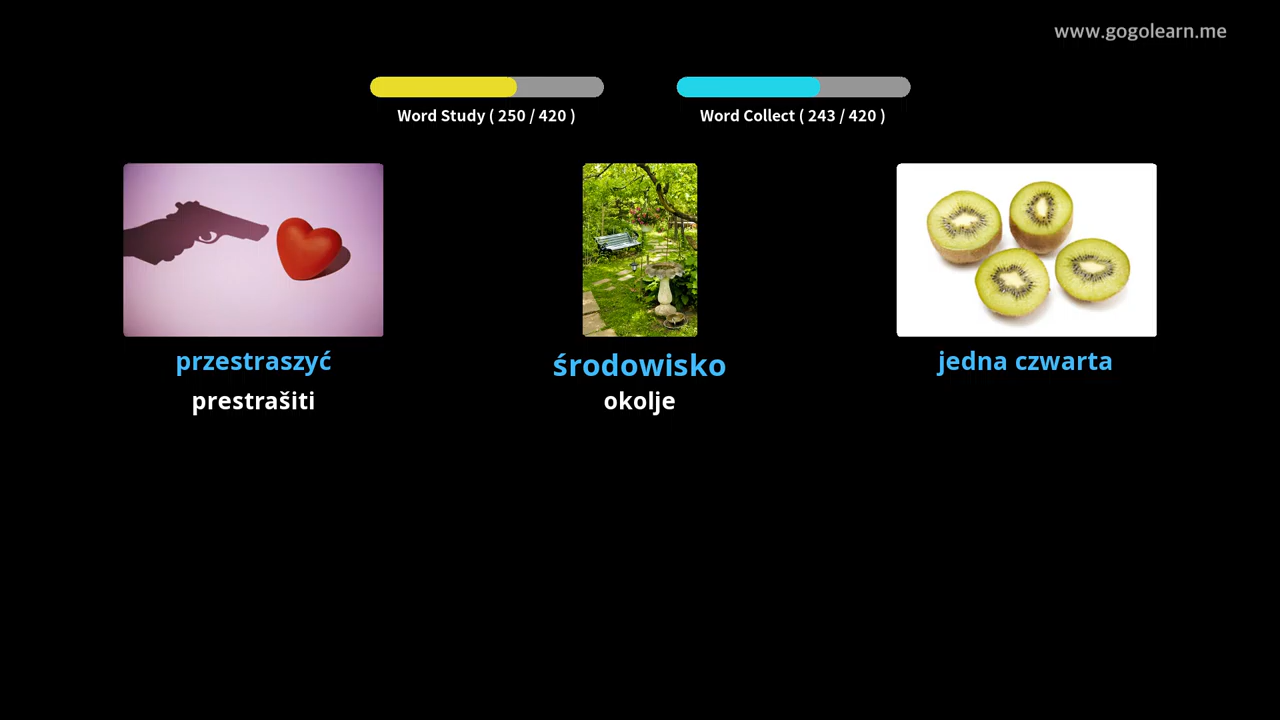 www.gogolearn.me
Word Study ( 250 / 420 )
Word Collect ( 243 / 420 )
przestraszyć
prestrašiti
środowisko
okolje
jedna czwarta